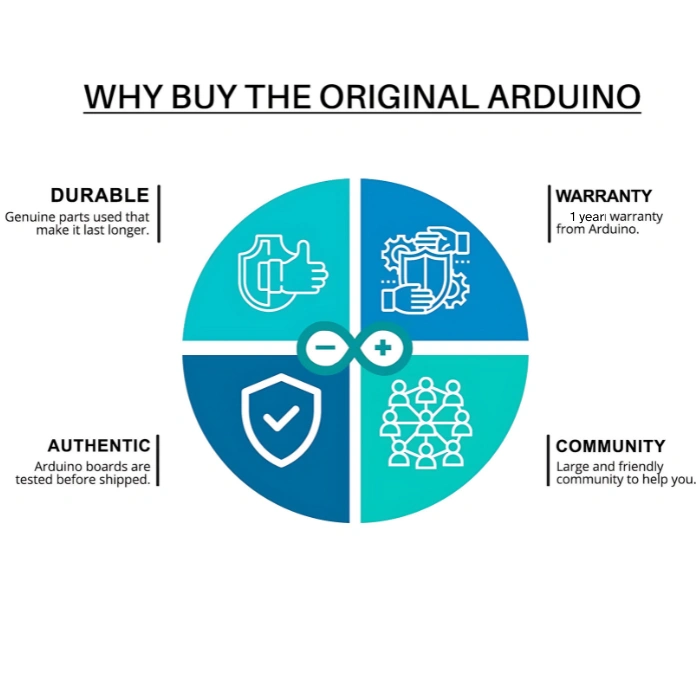 WHY BUY THE ORIGINAL ARDUINO
DURABLE
Genuine parts used that
make it last longer.
WARRANTY
1 year warranty
from Arduino.
AUTHENTIC
Arduino boards are
tested before shipped.
COMMUNITY
Large and friendly
community to help you.